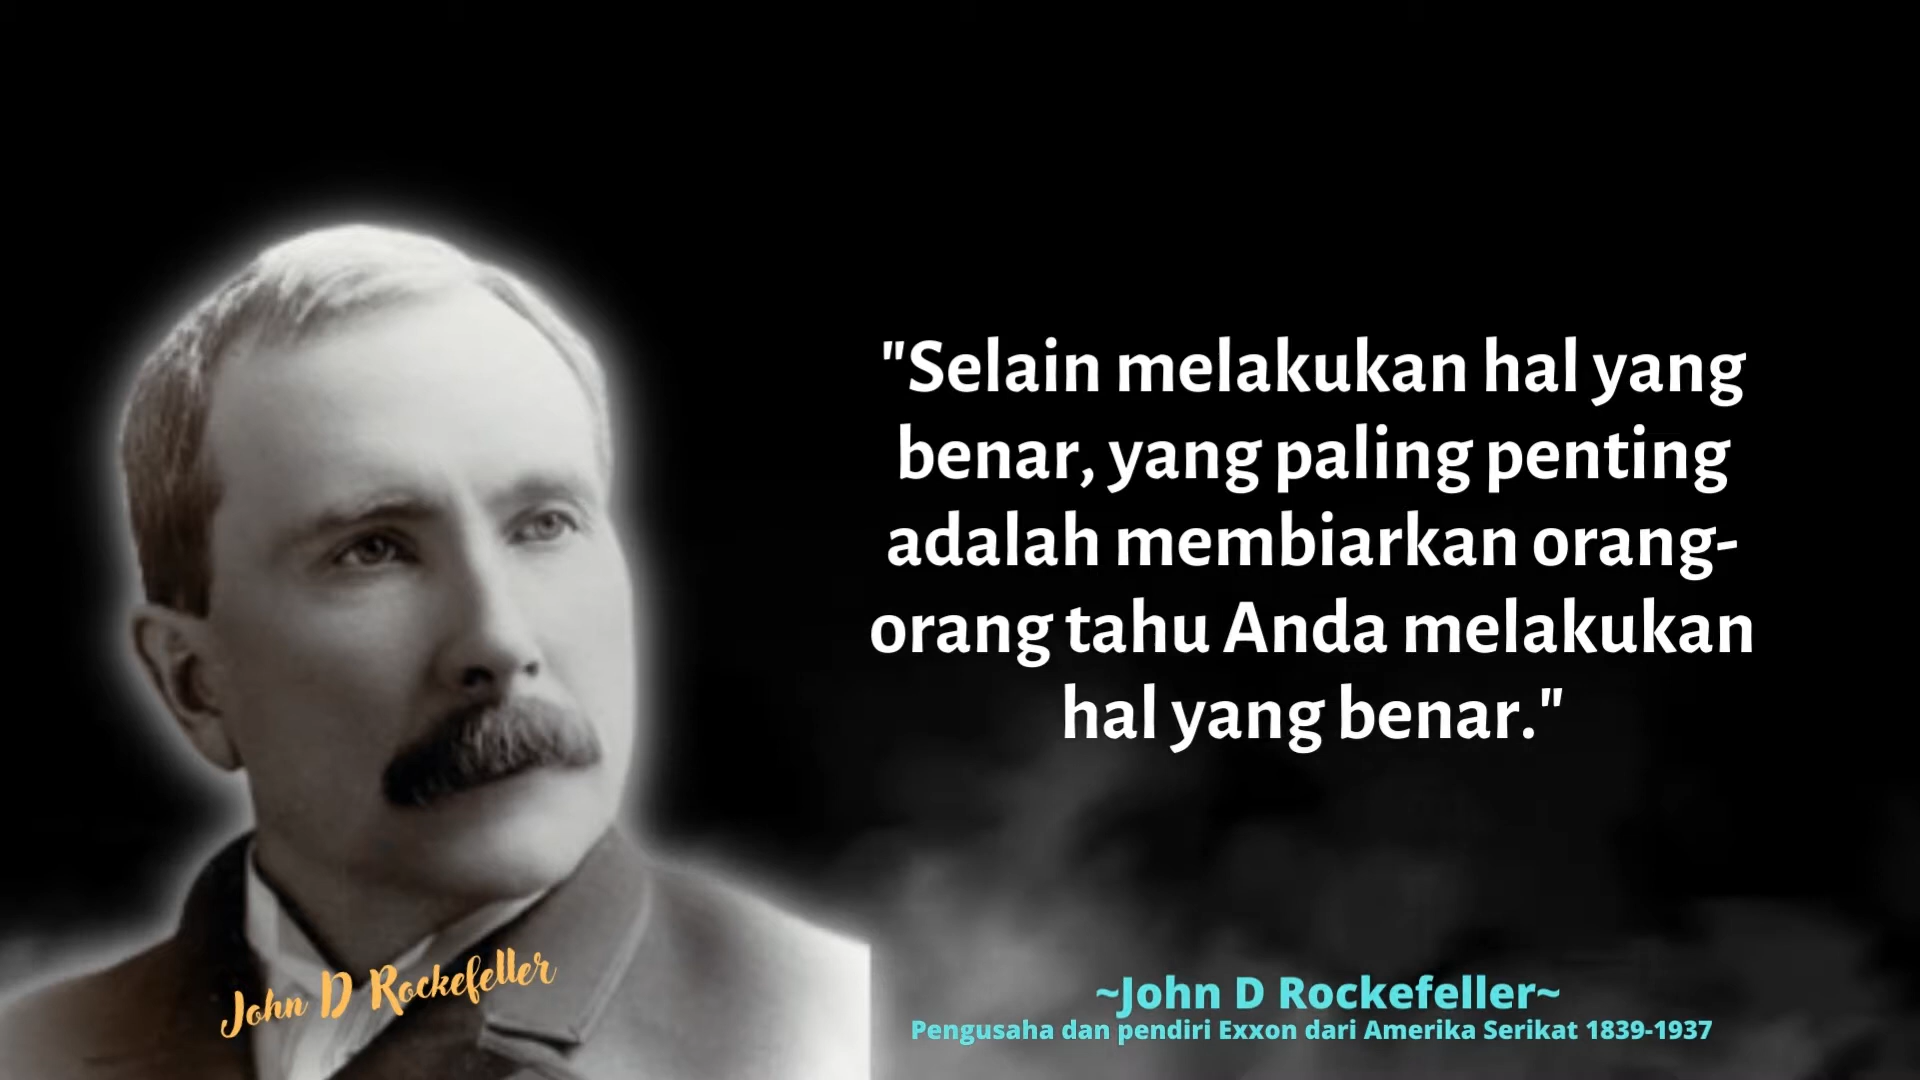 "Selain melakukan hal yang
benar, yang paling penting
adalah membiarkan orang-
orang tahu Anda melakukan
hal yang benar."
John D Rockefeller
~John D Rockefeller~
Pengusaha dan pendiri Exxon dari Amerika Serikat 1839-1937